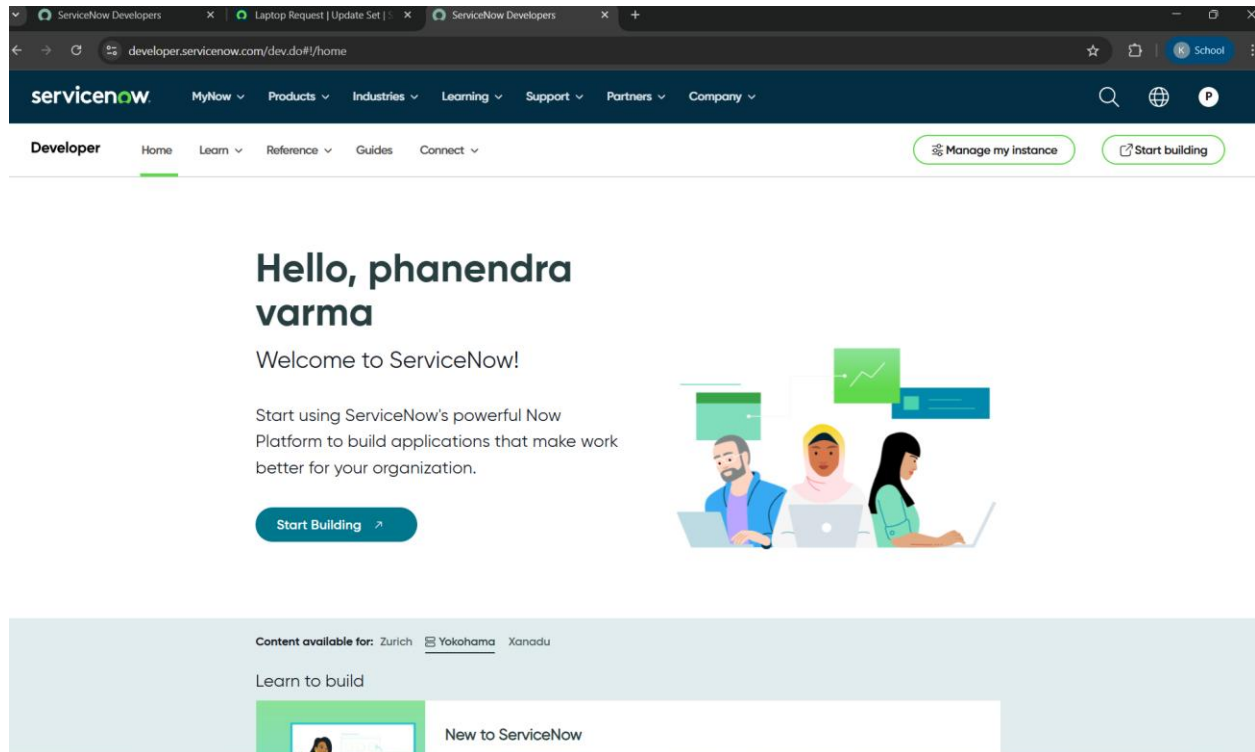 ServiceNow Developers
Laptop Request | Update Set | S
ServiceNow Developers
developer.servicenow.com/dev.do#!/home
K School
servicenow
MyNow Products Industries Learning Support Partners Company
P
Developer Home Learn Reference Guides Connect
Manage my instance Start building
Hello, phanendra
varma
Welcome to ServiceNow!
Start using ServiceNow's powerful Now
Platform to build applications that make work
better for your organization.
Start Building
Content available for: Zurich Yokohama Xanadu
Learn to build
New to ServiceNow